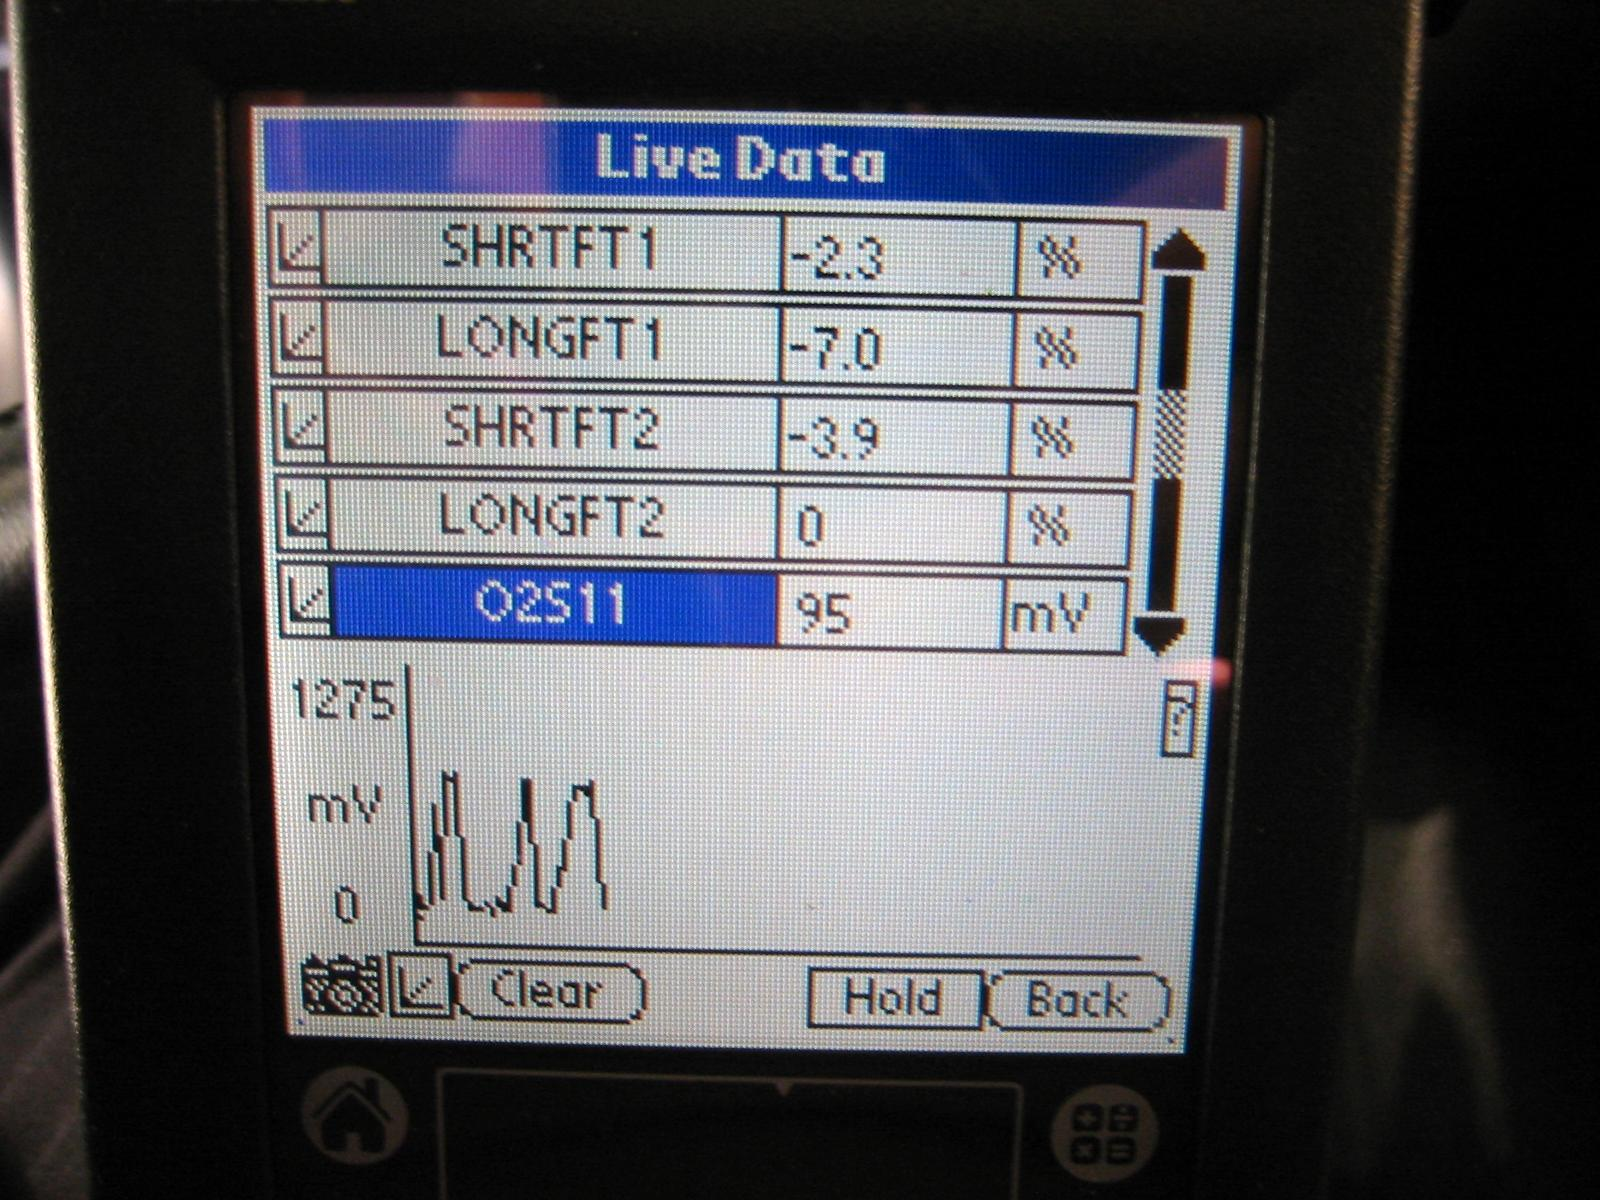 Live Data
SHRTFT1 -2.3 %
LONGFT1 -7.0 %
SHRTFT2 -3.9 %
LONGFT2 0 %
O2S11 95 mV
1275
mV
0
?
Clear Hold Back